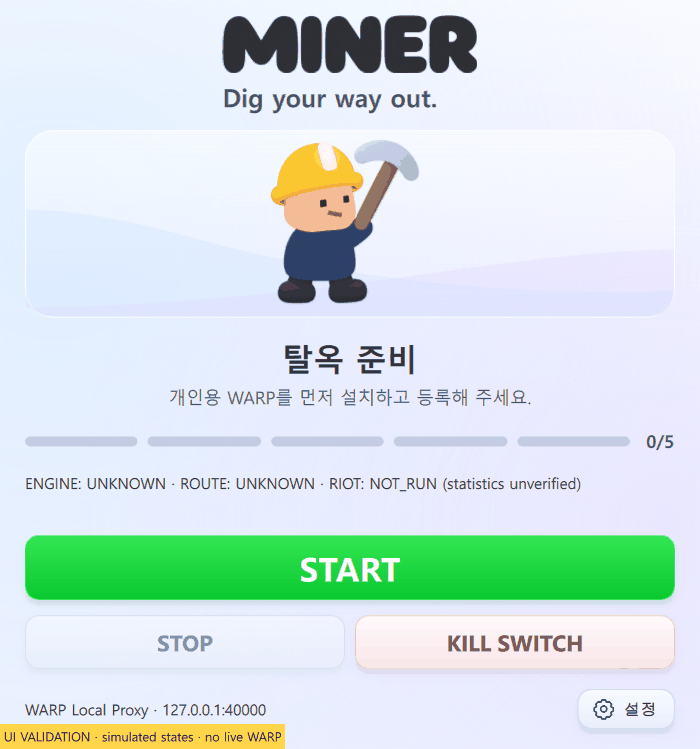 MINER
Dig your way out.
탈옥 준비
개인용 WARP를 먼저 설치하고 등록해 주세요.
0/5
ENGINE: UNKNOWN · ROUTE: UNKNOWN · RIOT: NOT_RUN (statistics unverified)
START
STOP
KILL SWITCH
WARP Local Proxy · 127.0.0.1:40000
설정
UI VALIDATION · simulated states · no live WARP